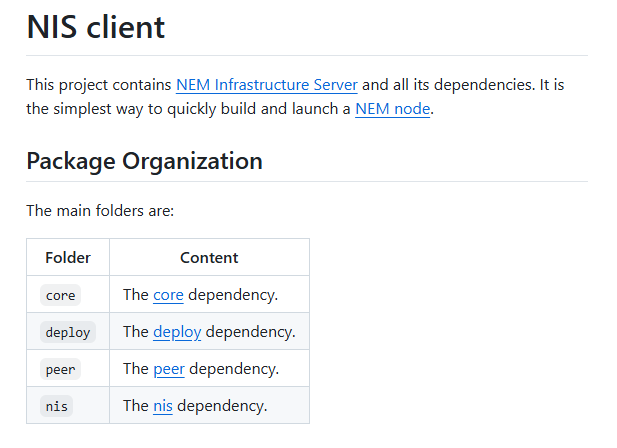 NIS client
This project contains NEM Infrastructure Server and all its dependencies. It is
the simplest way to quickly build and launch a NEM node.
Package Organization
The main folders are:
Folder Content
core The core dependency.
deploy The deploy dependency.
peer The peer dependency.
nis The nis dependency.